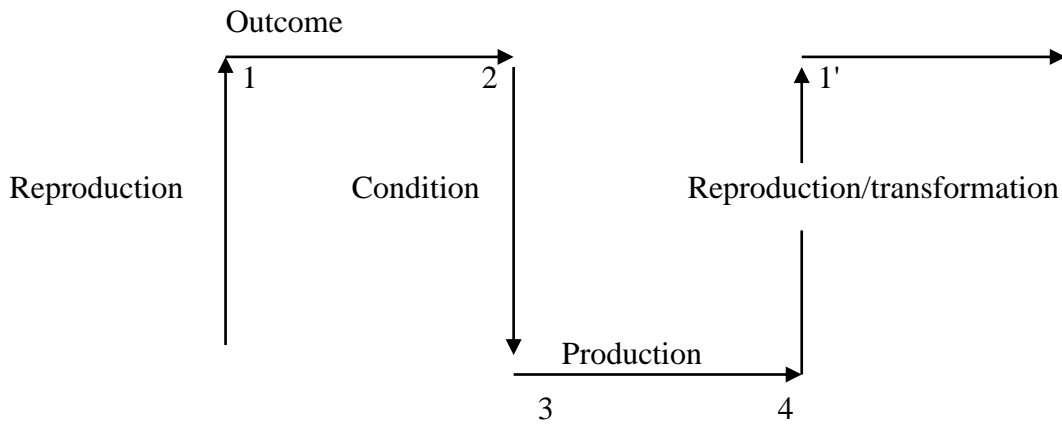 Outcome
1 2 1'
Reproduction Condition Reproduction/transformation
Production
3 4